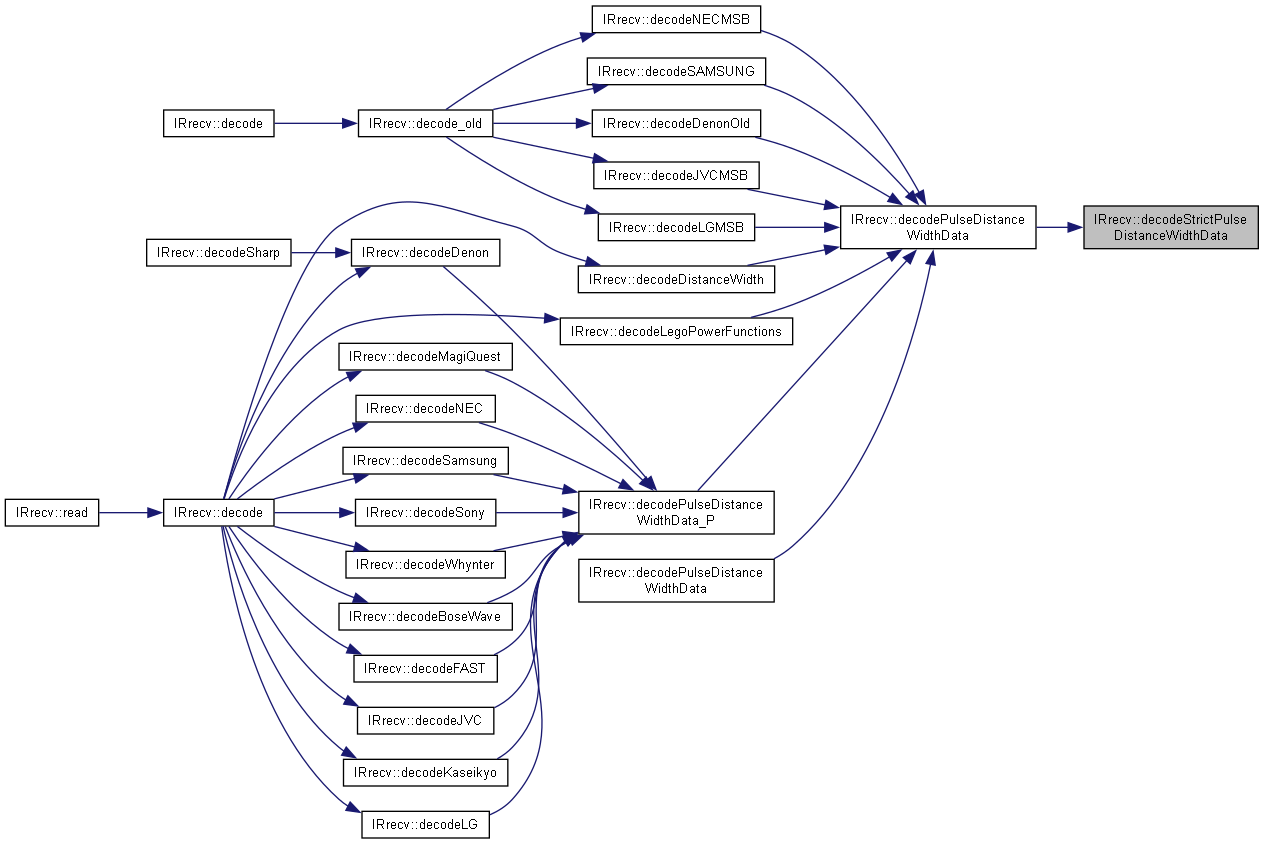 IRrecv::decodeNECMSB
IRrecv::decodeSAMSUNG
IRrecv::decode
IRrecv::decode_old
IRrecv::decodeDenonOld
IRrecv::decodeJVCMSB
IRrecv::decodeLGMSB
IRrecv::decodePulseDistance
WidthData
IRrecv::decodeStrictPulse
DistanceWidthData
IRrecv::decodeSharp
IRrecv::decodeDenon
IRrecv::decodeDistanceWidth
IRrecv::decodeLegoPowerFunctions
IRrecv::decodeMagiQuest
IRrecv::decodeNEC
IRrecv::decodeSamsung
IRrecv::read
IRrecv::decode
IRrecv::decodeSony
IRrecv::decodePulseDistance
WidthData_P
IRrecv::decodeWhynter
IRrecv::decodePulseDistance
WidthData
IRrecv::decodeBoseWave
IRrecv::decodeFAST
IRrecv::decodeJVC
IRrecv::decodeKaseikyo
IRrecv::decodeLG